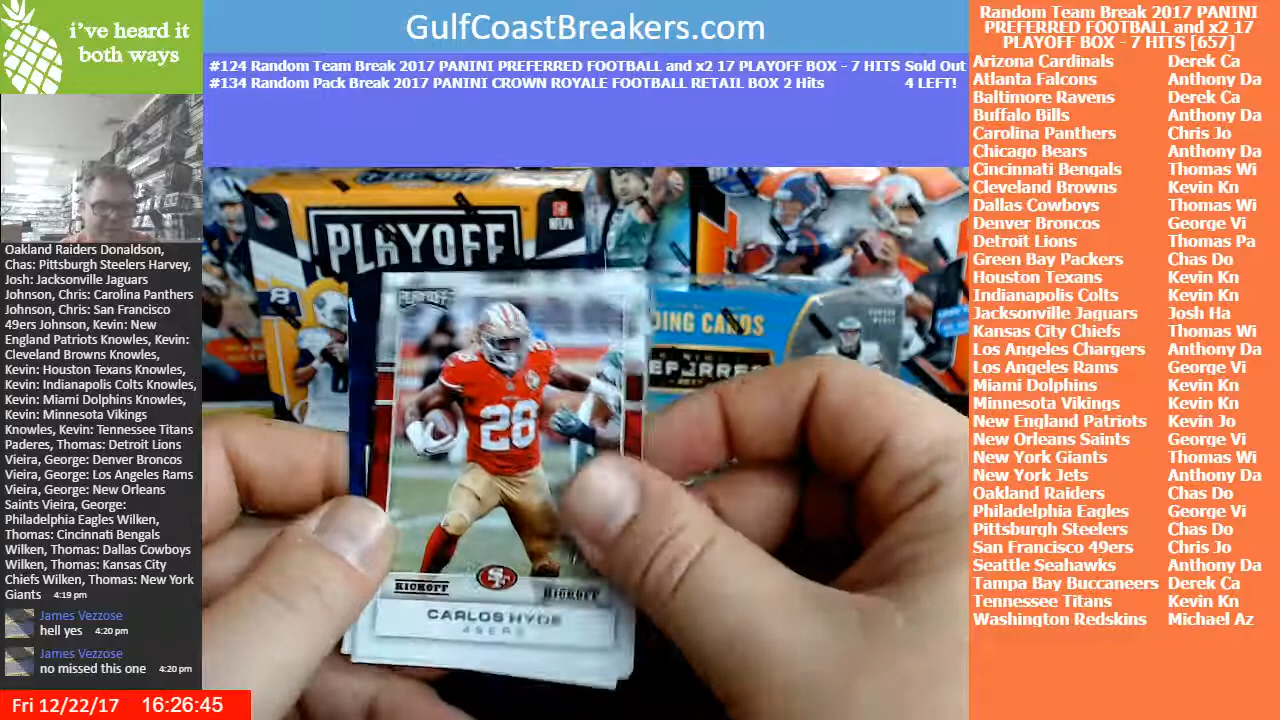 i've heard it
both ways
GulfCoastBreakers.com
#124 Random Team Break 2017 PANINI PREFERRED FOOTBALL and x2 17 PLAYOFF BOX - 7 HITS Sold Out
#134 Random Pack Break 2017 PANINI CROWN ROYALE FOOTBALL RETAIL BOX 2 Hits 4 LEFT!
Random Team Break 2017 PANINI
PREFERRED FOOTBALL and x2 17
PLAYOFF BOX - 7 HITS [657]
Arizona Cardinals Derek Ca
Atlanta Falcons Anthony Da
Baltimore Ravens Derek Ca
Buffalo Bills Anthony Da
Carolina Panthers Chris Jo
Chicago Bears Anthony Da
Cincinnati Bengals Thomas Wi
Cleveland Browns Kevin Kn
Dallas Cowboys Thomas Wi
Denver Broncos George Vi
Detroit Lions Thomas Pa
Green Bay Packers Chas Do
Houston Texans Kevin Kn
Indianapolis Colts Kevin Kn
Jacksonville Jaguars Josh Ha
Kansas City Chiefs Thomas Wi
Los Angeles Chargers Anthony Da
Los Angeles Rams George Vi
Miami Dolphins Kevin Kn
Minnesota Vikings Kevin Kn
New England Patriots Kevin Jo
New Orleans Saints George Vi
New York Giants Thomas Wi
New York Jets Anthony Da
Oakland Raiders Chas Do
Philadelphia Eagles George Vi
Pittsburgh Steelers Chas Do
San Francisco 49ers Chris Jo
Seattle Seahawks Anthony Da
Tampa Bay Buccaneers Derek Ca
Tennessee Titans Kevin Kn
Washington Redskins Michael Az
Oakland Raiders Donaldson,
Chas: Pittsburgh Steelers Harvey,
Josh: Jacksonville Jaguars
Johnson, Chris: Carolina Panthers
Johnson, Chris: San Francisco
49ers Johnson, Kevin: New
England Patriots Knowles, Kevin:
Cleveland Browns Knowles,
Kevin: Houston Texans Knowles,
Kevin: Indianapolis Colts Knowles,
Kevin: Miami Dolphins Knowles,
Kevin: Minnesota Vikings
Knowles, Kevin: Tennessee Titans
Paderes, Thomas: Detroit Lions
Vieira, George: Denver Broncos
Vieira, George: Los Angeles Rams
Vieira, George: New Orleans
Saints Vieira, George:
Philadelphia Eagles Wilken,
Thomas: Cincinnati Bengals
Wilken, Thomas: Dallas Cowboys
Wilken, Thomas: Kansas City
Chiefs Wilken, Thomas: New York
Giants 4:19 pm
James Vezzose
hell yes 4:20 pm
James Vezzose
no missed this one 4:20 pm
Fri 12/22/17 16:26:45
PLAYOFF
PLAYOFF
28
28
KICKOFF KICKOFF
CARLOS HYDE
49ERS